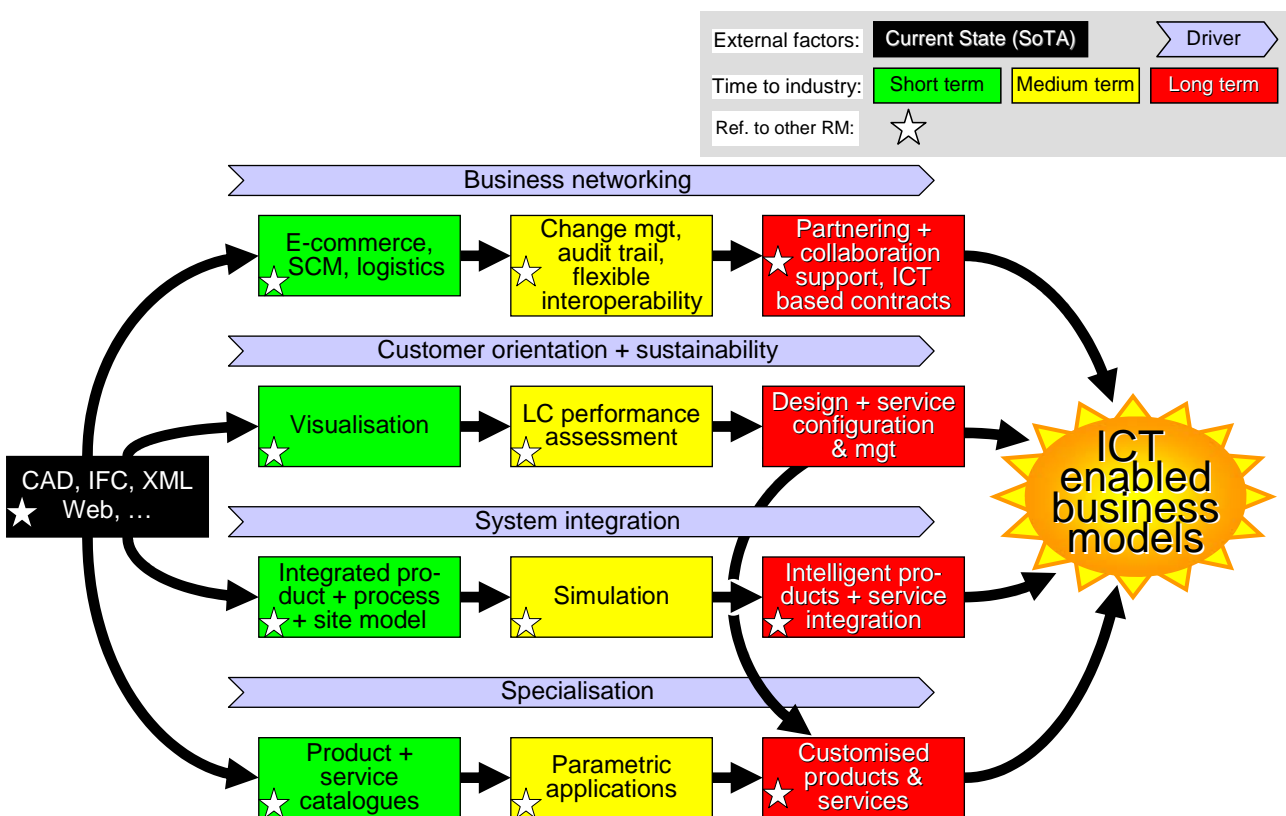 External factors:
Current State (SoTA)
Driver
Time to industry:
Short term
Medium term
Long term
Ref. to other RM:
Business networking
E-commerce,
SCM, logistics
Change mgt,
audit trail,
flexible
interoperability
Partnering +
collaboration
support, ICT
based contracts
Customer orientation + sustainability
Visualisation
LC performance
assessment
Design + service
configuration
& mgt
CAD, IFC, XML
Web, …
ICT
enabled
business
models
System integration
Integrated pro-
duct + process
+ site model
Simulation
Intelligent pro-
ducts + service
integration
Specialisation
Product +
service
catalogues
Parametric
applications
Customised
products &
services